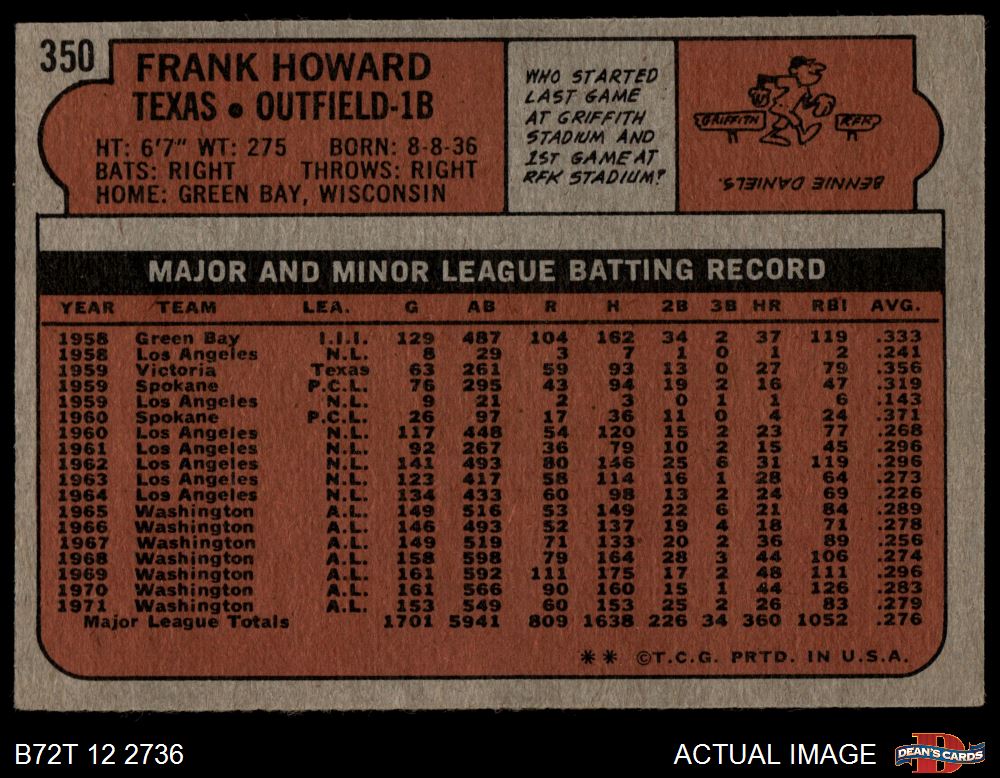 350
FRANK HOWARD
TEXAS • OUTFIELD-1B
HT: 6'7" WT: 275 BORN: 8-8-36
BATS: RIGHT THROWS: RIGHT
HOME: GREEN BAY, WISCONSIN
WHO STARTED
LAST GAME
AT GRIFFITH
STADIUM AND
1ST GAME AT
RFK STADIUM?
GRIFFITH RFK
BENNIE DANIELS.
MAJOR AND MINOR LEAGUE BATTING RECORD
YEAR TEAM LEA. G AB R H 2B 3B HR RBI AVG.
1958 Green Bay I.I.I. 129 487 104 162 34 2 37 119 .333
1958 Los Angeles N.L. 8 29 3 7 1 0 1 2 .241
1959 Victoria Texas 63 261 59 93 13 0 27 79 .356
1959 Spokane P.C.L. 76 295 43 94 19 2 16 47 .319
1959 Los Angeles N.L. 9 21 2 3 0 1 1 6 .143
1960 Spokane P.C.L. 26 97 17 36 11 0 4 24 .371
1960 Los Angeles N.L. 117 448 54 120 15 2 23 77 .268
1961 Los Angeles N.L. 92 267 36 79 10 2 15 45 .296
1962 Los Angeles N.L. 141 493 80 146 25 6 31 119 .296
1963 Los Angeles N.L. 123 417 58 114 16 1 28 64 .273
1964 Los Angeles N.L. 134 433 60 98 13 2 24 69 .226
1965 Washington A.L. 149 516 53 149 22 6 21 84 .289
1966 Washington A.L. 146 493 52 137 19 4 18 71 .278
1967 Washington A.L. 149 519 71 133 20 2 36 89 .256
1968 Washington A.L. 158 598 79 164 28 3 44 106 .274
1969 Washington A.L. 161 592 111 175 17 2 48 111 .296
1970 Washington A.L. 161 566 90 160 15 1 44 126 .283
1971 Washington A.L. 153 549 60 153 25 2 26 83 .279
Major League Totals 1701 5941 809 1638 226 34 360 1052 .276
** ©T.C.G. PRTD. IN U.S.A.
B72T 12 2736
ACTUAL IMAGE
DEAN'S CARDS